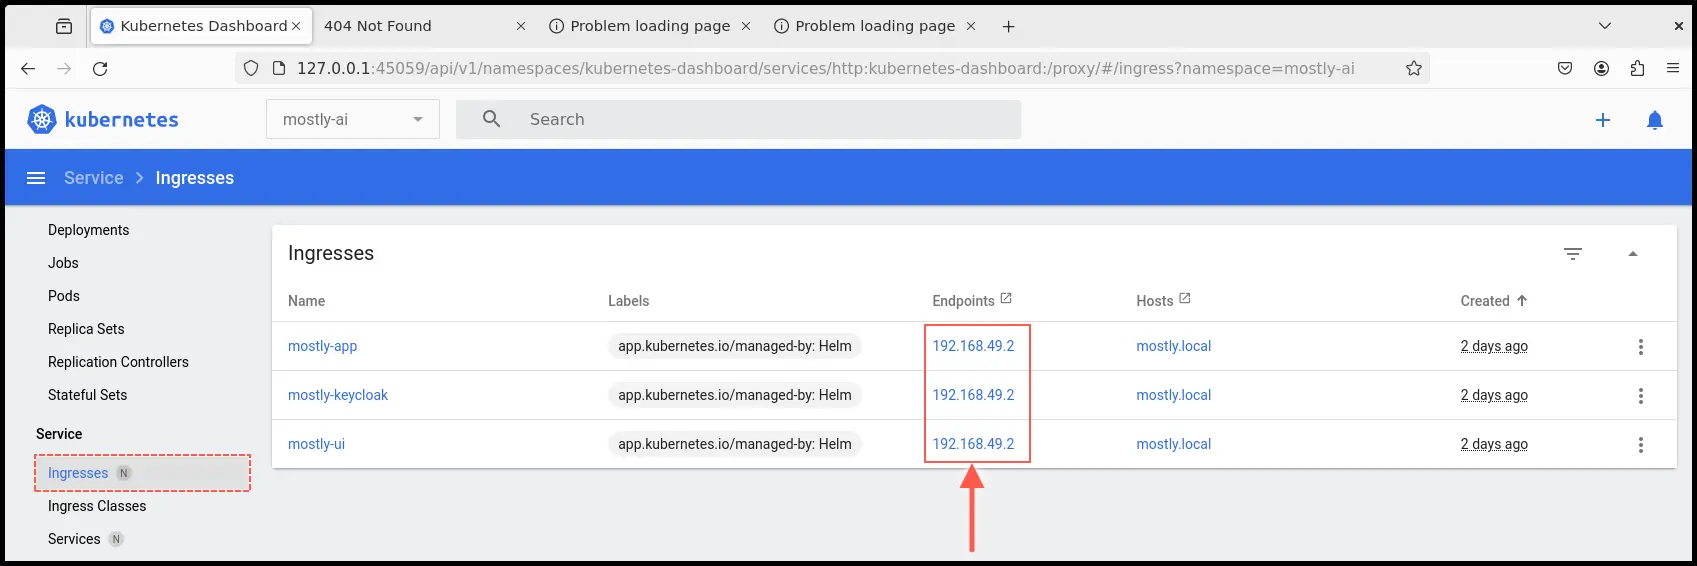 Kubernetes Dashboard
404 Not Found
Problem loading page
Problem loading page
127.0.0.1:45059/api/v1/namespaces/kubernetes-dashboard/services/http:kubernetes-dashboard:/proxy/#/ingress?namespace=mostly-ai
kubernetes
mostly-ai
Search
Service
Ingresses
Deployments
Jobs
Pods
Replica Sets
Replication Controllers
Stateful Sets
Service
Ingresses N
Ingress Classes
Services N
Ingresses
Name Labels Endpoints Hosts Created
mostly-app app.kubernetes.io/managed-by: Helm 192.168.49.2 mostly.local 2 days ago
mostly-keycloak app.kubernetes.io/managed-by: Helm 192.168.49.2 mostly.local 2 days ago
mostly-ui app.kubernetes.io/managed-by: Helm 192.168.49.2 mostly.local 2 days ago